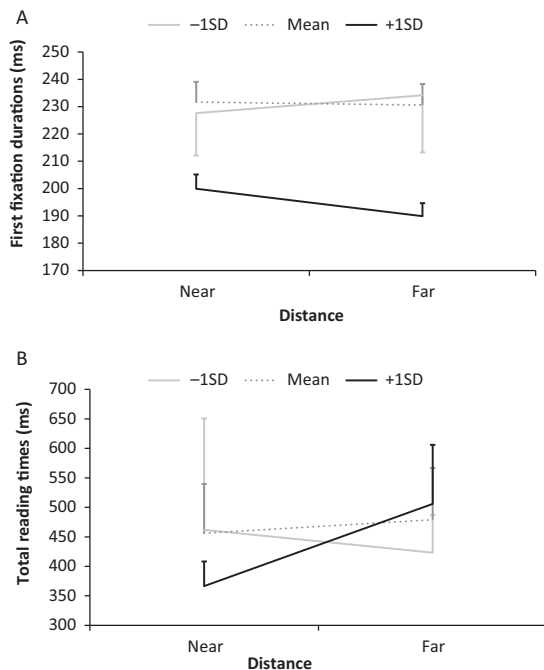 A
−1SD Mean +1SD
First fixation durations (ms)
250
240
230
220
210
200
190
180
170
Near Far
Distance
B
−1SD Mean +1SD
Total reading times (ms)
700
650
600
550
500
450
400
350
300
Near Far
Distance